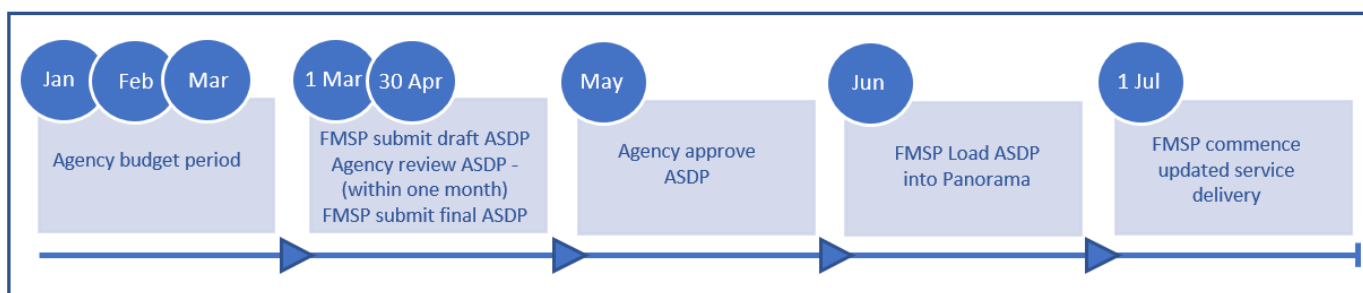 Jan
Feb
Mar
Agency budget period
1 Mar
30 Apr
FMSP submit draft ASDP
Agency review ASDP -
(within one month)
FMSP submit final ASDP
May
Agency approve
ASDP
Jun
FMSP Load ASDP
into Panorama
1 Jul
FMSP commence
updated service
delivery